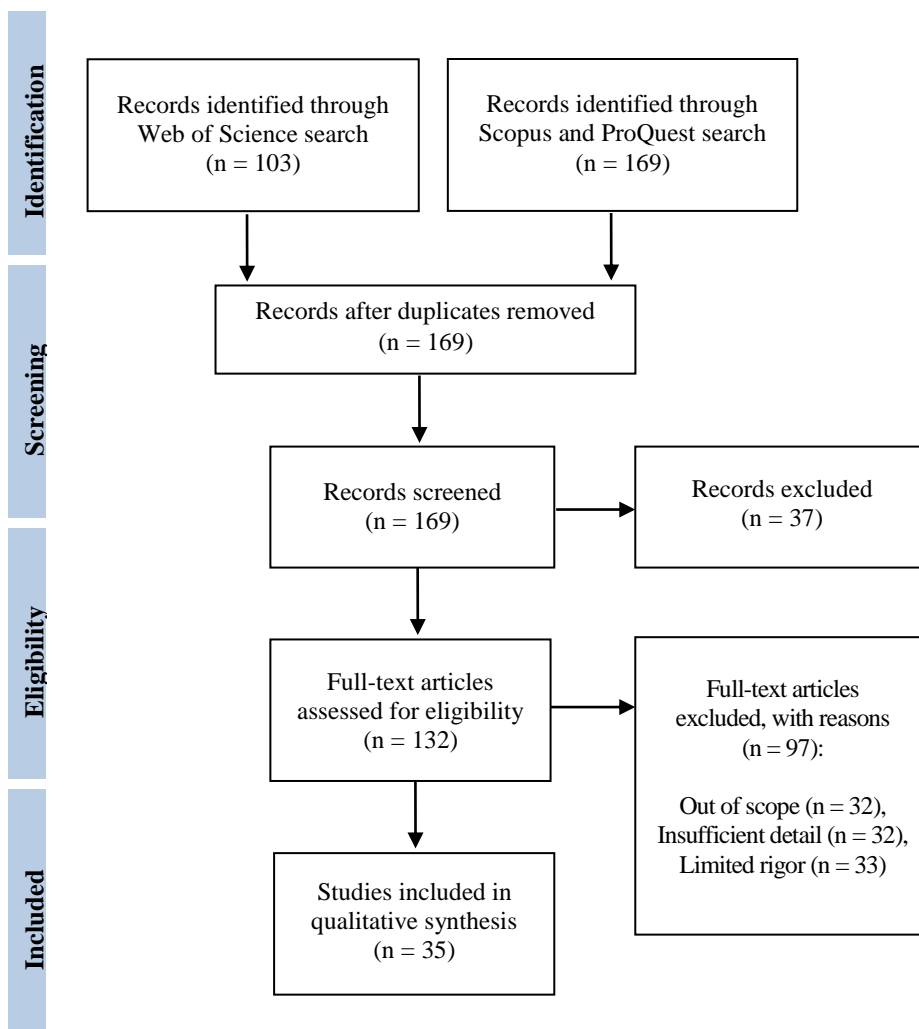 Identification
Records identified through
Web of Science search
(n = 103)
Records identified through
Scopus and ProQuest search
(n = 169)
Screening
Records after duplicates removed
(n = 169)
Records screened
(n = 169)
Records excluded
(n = 37)
Eligibility
Full-text articles
assessed for eligibility
(n = 132)
Full-text articles
excluded, with reasons
(n = 97):
Out of scope (n = 32),
Insufficient detail (n = 32),
Limited rigor (n = 33)
Included
Studies included in
qualitative synthesis
(n = 35)